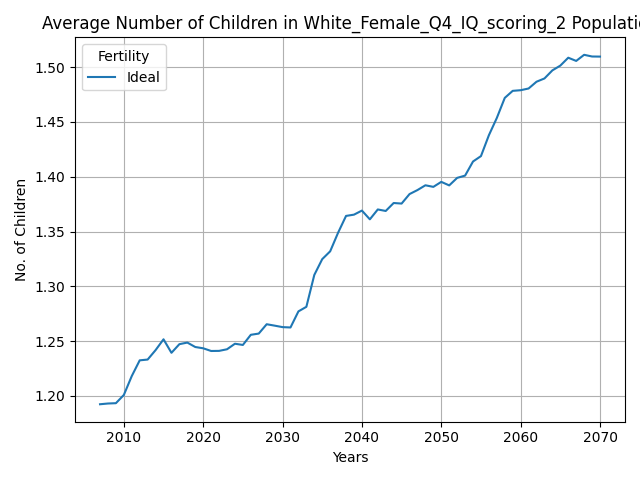 Average Number of Children in White_Female_Q4_IQ_scoring_2 Populatio
Fertility
Ideal
1.50
1.45
1.40
1.35
1.30
1.25
1.20
No. of Children
2010 2020 2030 2040 2050 2060 2070
Years